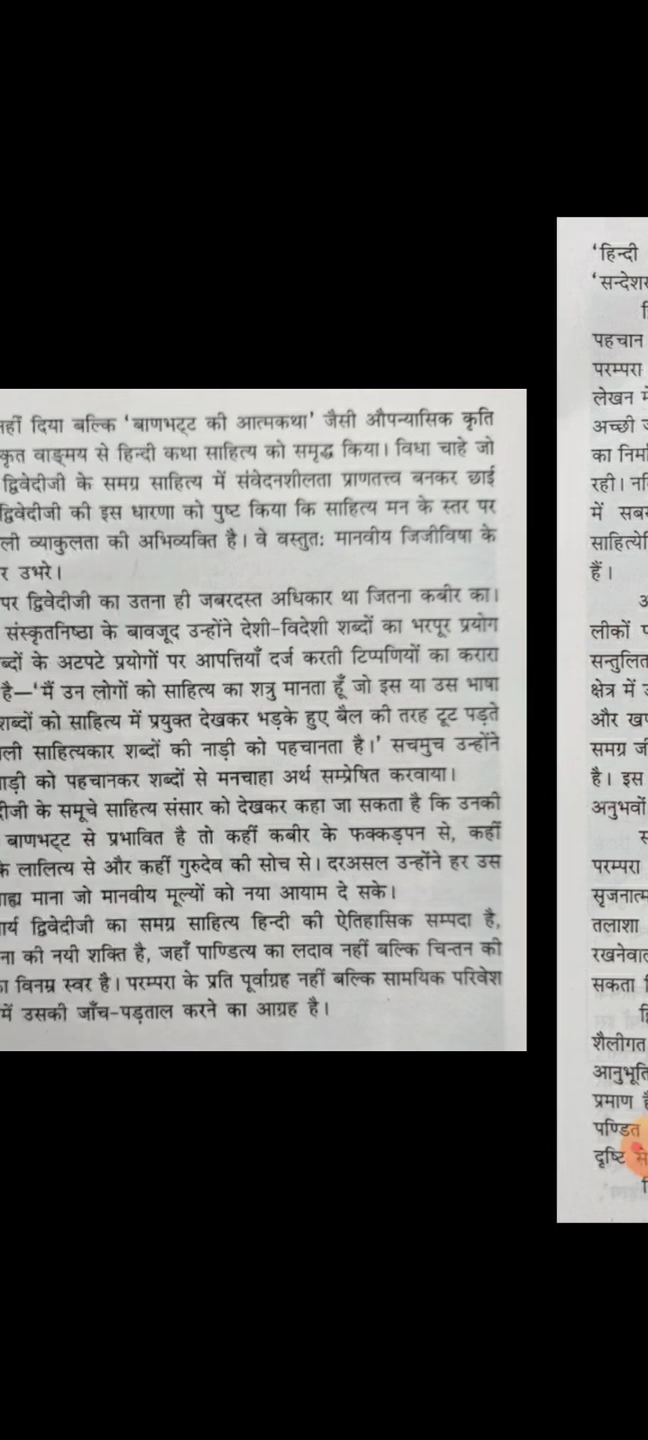 नहीं दिया बल्कि 'बाणभट्ट की आत्मकथा' जैसी औपन्यासिक कृति
कृत वाङ्मय से हिन्दी कथा साहित्य को समृद्ध किया। विधा चाहे जो
द्विवेदीजी के समग्र साहित्य में संवेदनशीलता प्राणतत्त्व बनकर छाई
द्विवेदीजी की इस धारणा को पुष्ट किया कि साहित्य मन के स्तर पर
ली व्याकुलता की अभिव्यक्ति है। वे वस्तुतः मानवीय जिजीविषा के
र उभरे।
पर द्विवेदीजी का उतना ही जबरदस्त अधिकार था जितना कबीर का।
संस्कृतनिष्ठा के बावजूद उन्होंने देशी-विदेशी शब्दों का भरपूर प्रयोग
ब्दों के अटपटे प्रयोगों पर आपत्तियाँ दर्ज करती टिप्पणियों का करारा
है—'मैं उन लोगों को साहित्य का शत्रु मानता हूँ जो इस या उस भाषा
शब्दों को साहित्य में प्रयुक्त देखकर भड़के हुए बैल की तरह टूट पड़ते
ली साहित्यकार शब्दों की नाड़ी को पहचानता है।' सचमुच उन्होंने
ाड़ी को पहचानकर शब्दों से मनचाहा अर्थ सम्प्रेषित करवाया।
ीजी के समूचे साहित्य संसार को देखकर कहा जा सकता है कि उनकी
बाणभट्ट से प्रभावित है तो कहीं कबीर के फक्कड़पन से, कहीं
के लालित्य से और कहीं गुरुदेव की सोच से। दरअसल उन्होंने हर उस
ाह्य माना जो मानवीय मूल्यों को नया आयाम दे सके।
ार्य द्विवेदीजी का समग्र साहित्य हिन्दी की ऐतिहासिक सम्पदा है,
ना की नयी शक्ति है, जहाँ पाण्डित्य का लदाव नहीं बल्कि चिन्तन की
ा विनम्र स्वर है। परम्परा के प्रति पूर्वाग्रह नहीं बल्कि सामयिक परिवेश
में उसकी जाँच-पड़ताल करने का आग्रह है।
'हिन्दी
'सन्देशर
पहचान
परम्परा
लेखन मे
अच्छी
का निर्मा
रही। नि
में सबस
साहित्ये
हैं।
लीकों प
सन्तुलित
क्षेत्र में
और खण
समग्र जी
है। इस
अनुभवों
परम्परा
सृजनात्म
तलाशा
रखनेवाल
सकता
शैलीगत
आनुभूति
प्रमाण है
पण्डित
दृष्टि से